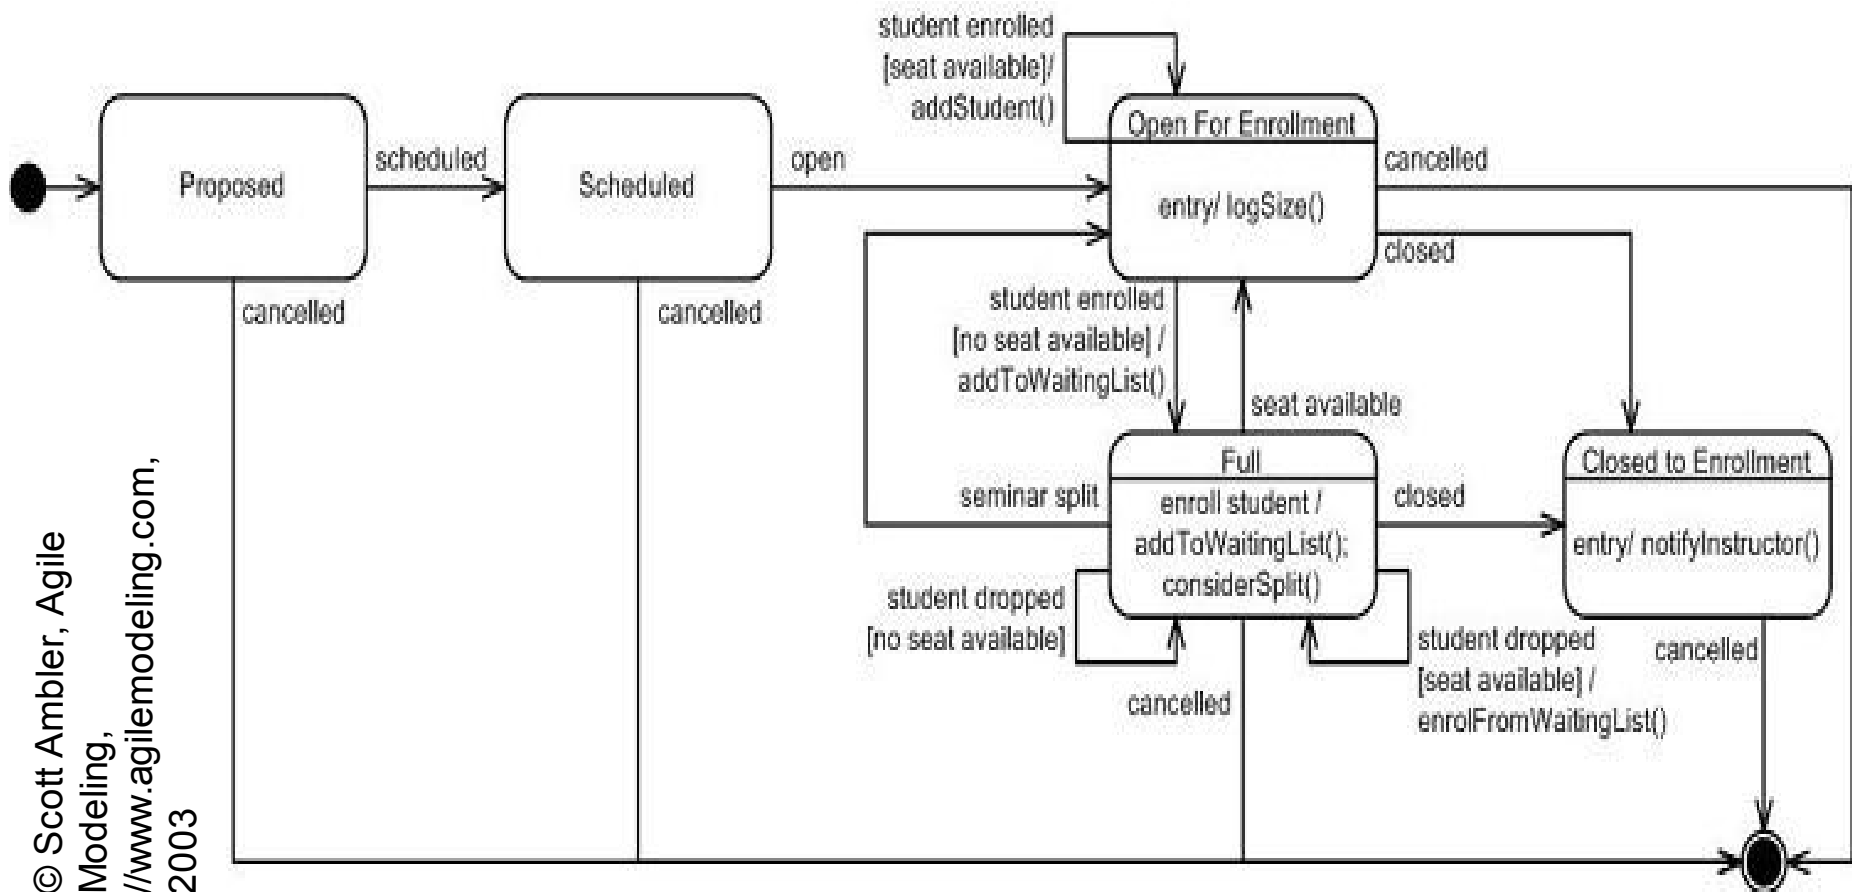 student enrolled
[seat available]/
addStudent()
Proposed
scheduled
Scheduled
open
Open For Enrollment
entry/ logSize()
cancelled
closed
cancelled
cancelled
student enrolled
[no seat available] /
addToWaitingList()
seat available
Full
enroll student /
addToWaitingList();
considerSplit()
seminar split
closed
Closed to Enrollment
entry/ notifyInstructor()
student dropped
[no seat available]
student dropped
[seat available] /
enrolFromWaitingList()
cancelled
cancelled
© Scott Ambler, Agile
Modeling,
//www.agilemodeling.com,
2003